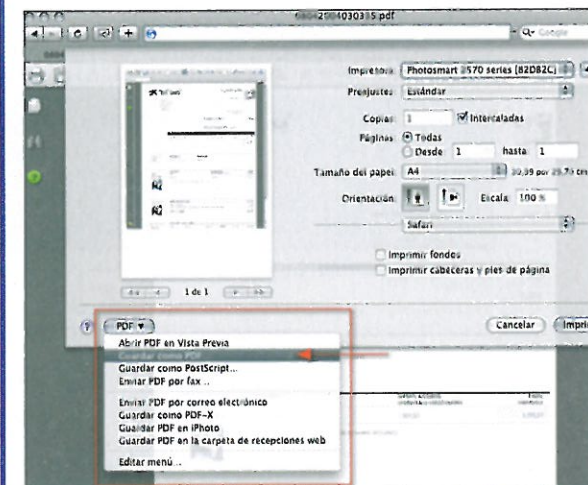 Google
Impresora: Photosmart 2570 series [82D82C]
Preajustes: Estándar
Copias: 1 Intercaladas
Páginas: Todas
Desde: 1 hasta: 1
Tamaño del papel: A4
Orientación: Escala: 100 %
Safari
Imprimir fondos
Imprimir cabeceras y pies de página
1 de 1
? PDF ▼ Cancelar
Abrir PDF en Vista Previa
Guardar como PDF
Guardar como PostScript...
Enviar PDF por fax...
Enviar PDF por correo electrónico
Guardar como PDF-X
Guardar PDF en iPhoto
Guardar PDF en la carpeta de recepciones web
Editar menú...